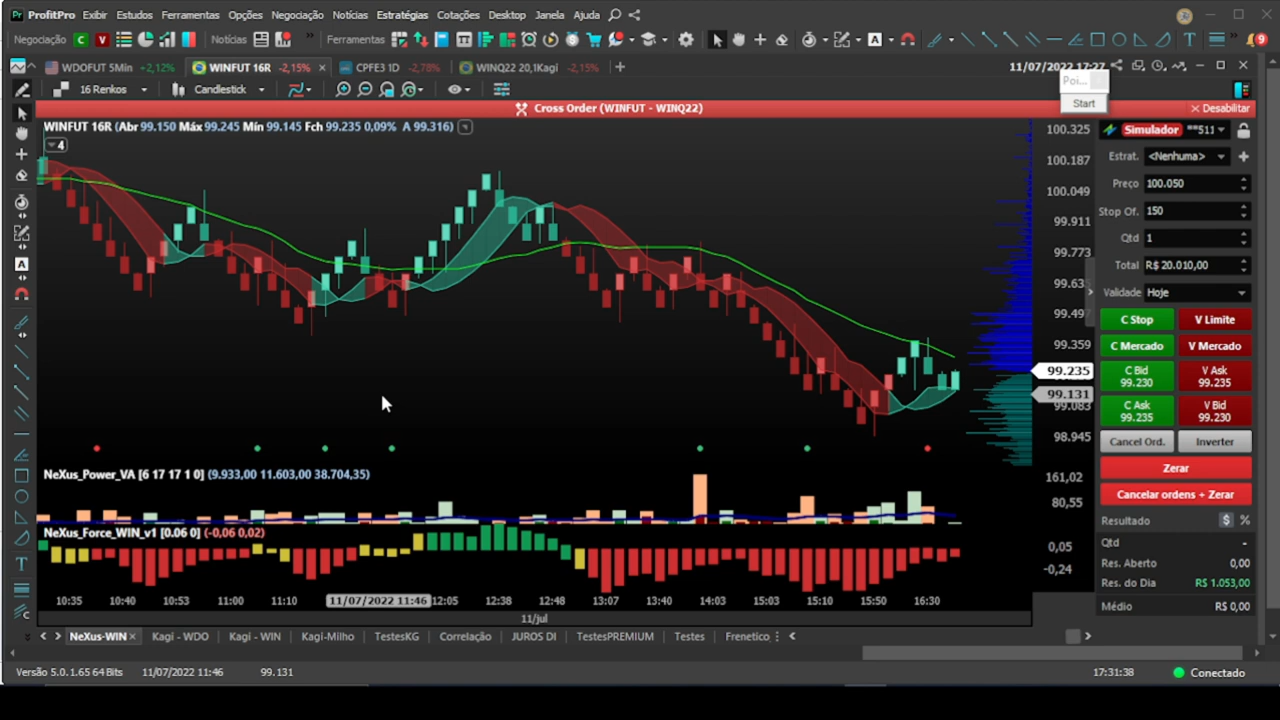 ProfitPro Exibir Estudos Ferramentas Opções Negociação Notícias Estratégias Cotações Desktop Janela Ajuda
Negociação C V Notícias Ferramentas A T 9
WDOFUT 5Min +2,12% WINFUT 16R -2,15% CPFE3 1D -2,78% WINQ22 20,1Kagi -2,15% 11/07/2022 17:27
16 Renkos Candlestick
Poi...
Start
Cross Order (WINFUT - WINQ22) Desabilitar
WINFUT 16R (Abr 99.150 Máx 99.245 Mín 99.145 Fch 99.235 0,09% A 99.316)
4
100.325
100.187
100.049
99.911
99.773
99.63
99.497
99.359
99.235
99.131
99.083
98.945
Simulador **511
Estrat. <Nenhuma>
Preço 100.050
Stop Of. 150
Qtd 1
Total R$ 20.010,00
Validade Hoje
C Stop V Limite
C Mercado V Mercado
C Bid 99.230 V Ask 99.235
C Ask 99.235 V Bid 99.230
Cancel Ord. Inverter
Zerar
Cancelar ordens + Zerar
Resultado $ %
Qtd -
Res. Aberto 0,00
Res. do Dia R$ 1.053,00
Médio R$ 0,00
NeXus_Power_VA [6 17 17 1 0] (9.933,00 11.603,00 38.704,35)
161,02
80,55
NeXus_Force_WIN_v1 [0.06 0] (-0,06 0,02)
0,05
-0,24
10:35 10:40 10:53 11:00 11:10 11/07/2022 11:46 12:05 12:38 12:48 13:07 13:40 14:03 15:03 15:10 15:50 16:30
11/jul
NeXus-WIN Kagi - WDO Kagi - WIN Kagi-Milho TestesKG Correlação JUROS DI TestesPREMIUM Testes Frenetico
Versão 5.0.1.65 64 Bits 11/07/2022 11:46 99.131 17:31:38 Conectado